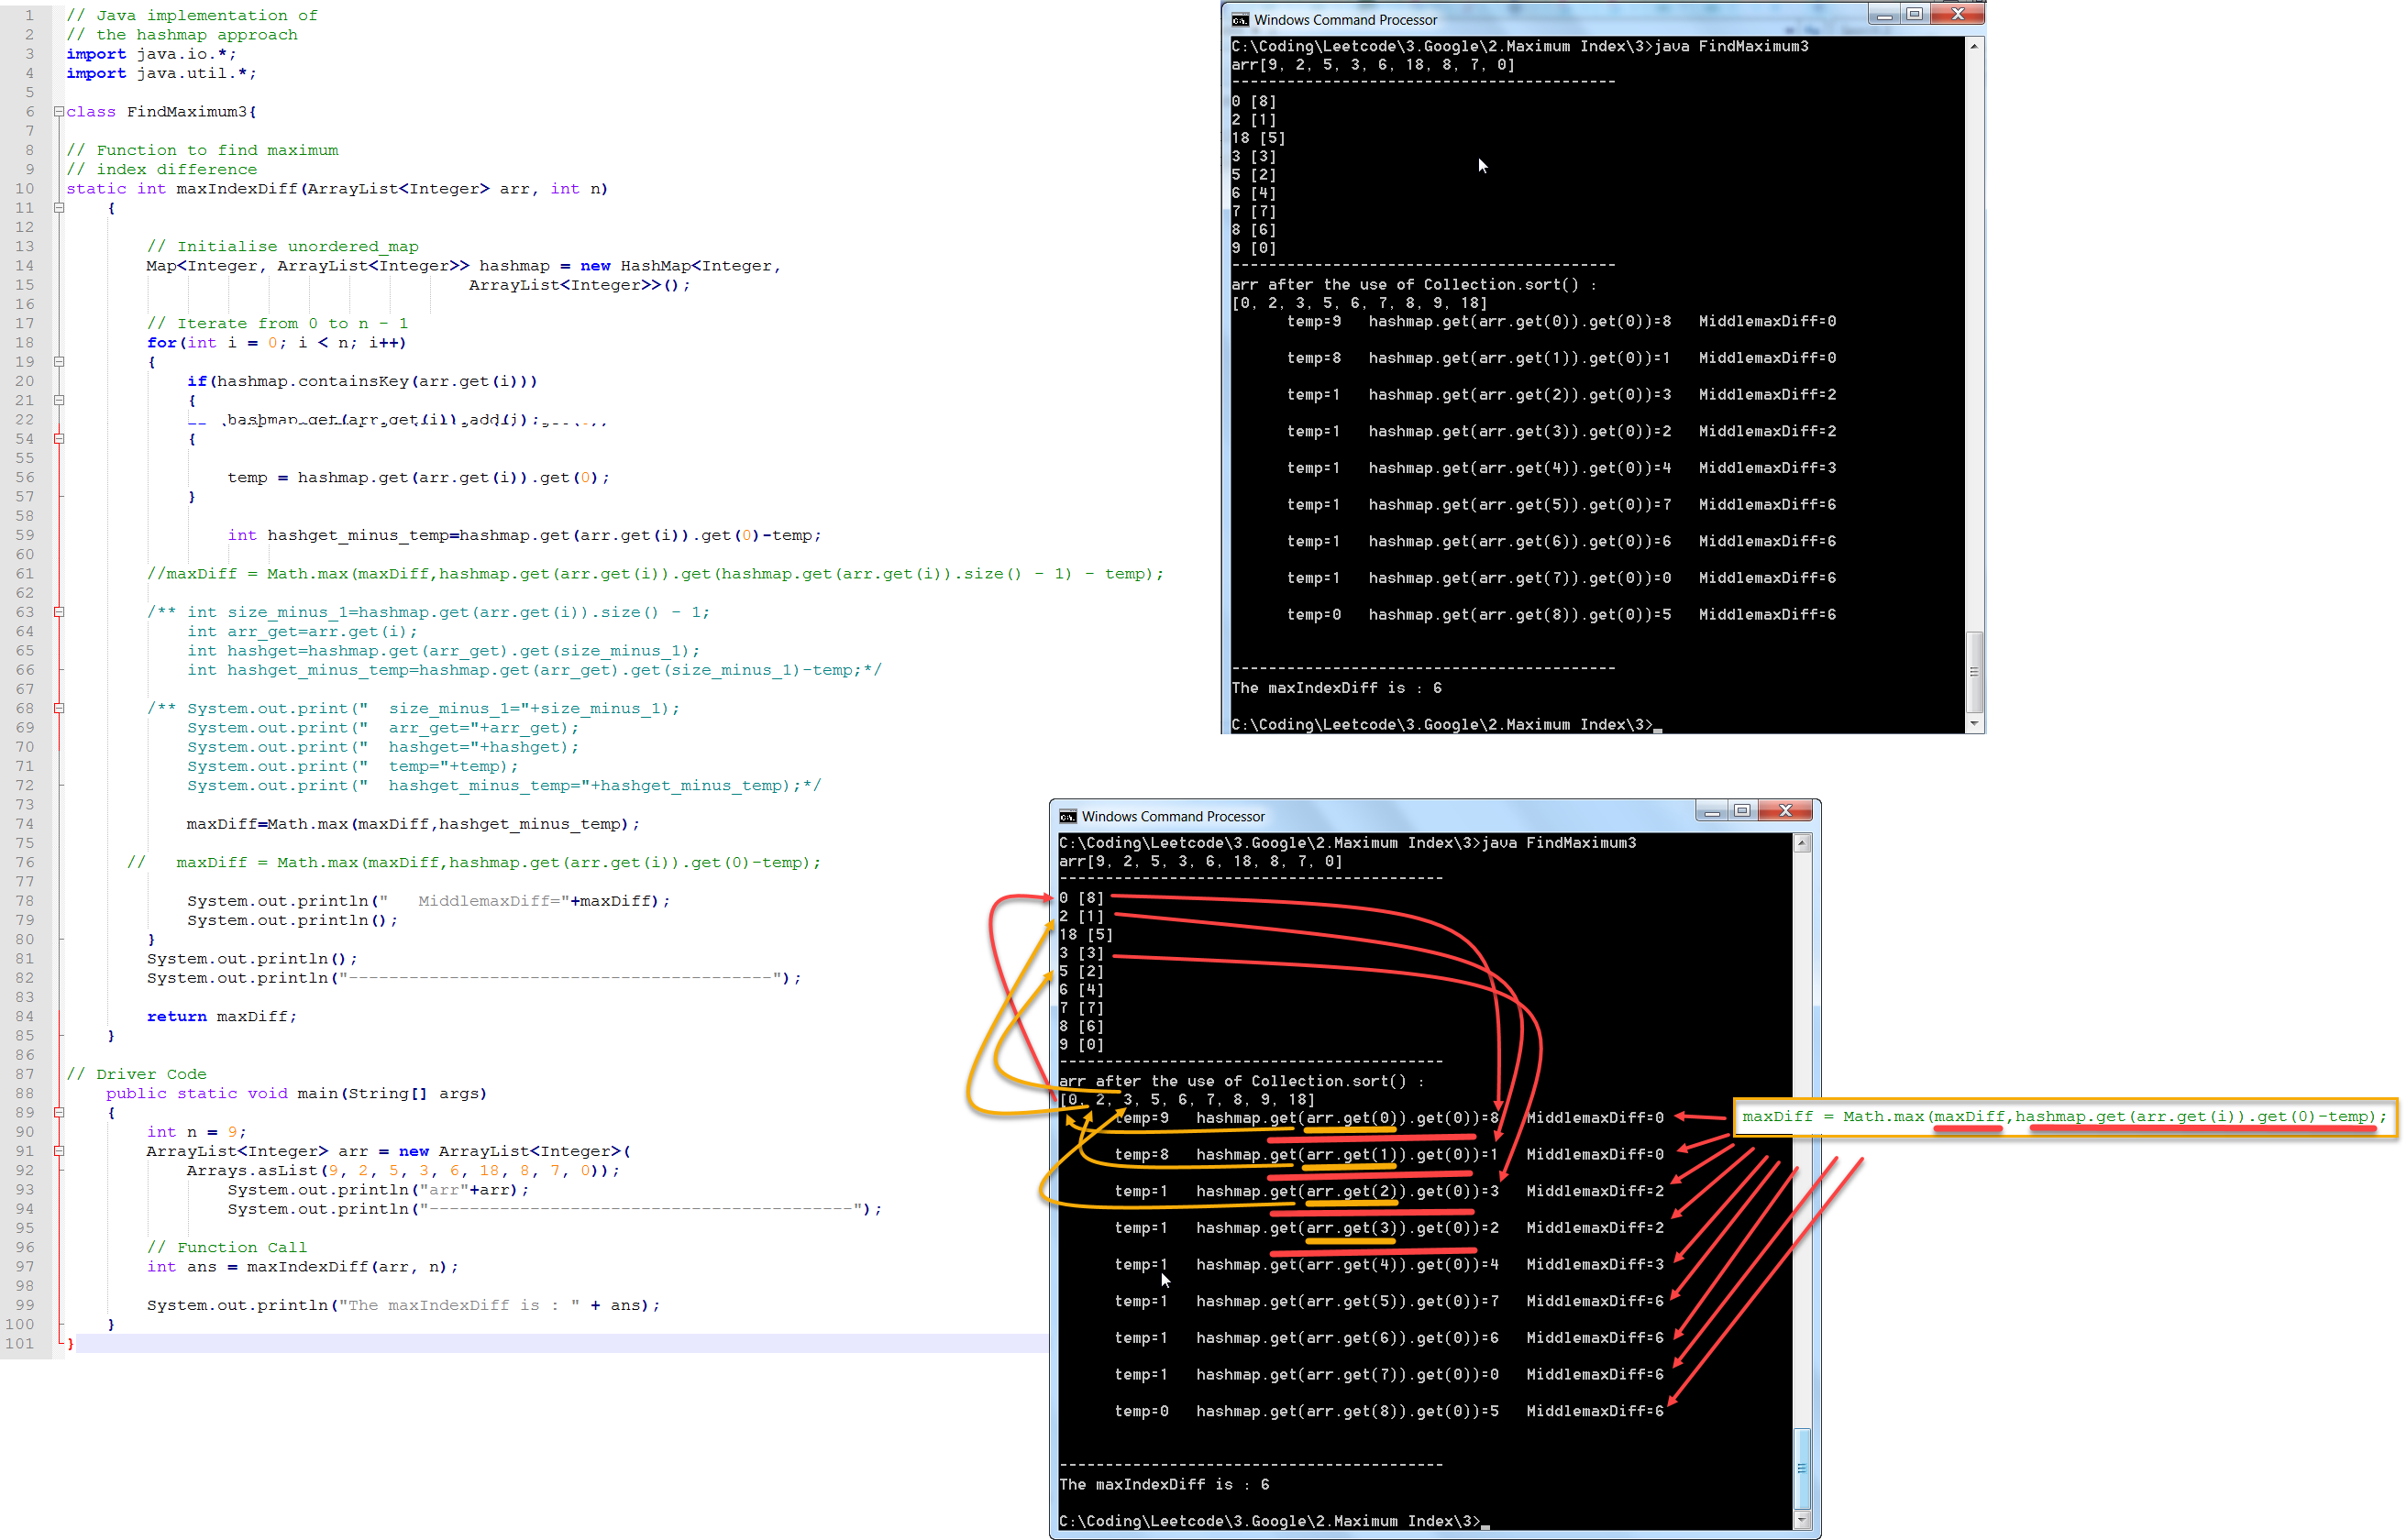 1 // Java implementation of
2 // the hashmap approach
3 import java.io.*;
4 import java.util.*;
5
6 class FindMaximum3{
7
8 // Function to find maximum
9 // index difference
10 static int maxIndexDiff(ArrayList<Integer> arr, int n)
11 {
12
13 // Initialise unordered_map
14 Map<Integer, ArrayList<Integer>> hashmap = new HashMap<Integer,
15 ArrayList<Integer>>();
16
17 // Iterate from 0 to n - 1
18 for(int i = 0; i < n; i++)
19 {
20 if(hashmap.containsKey(arr.get(i)))
21 {
22 hashmap.get(arr.get(i)).add(i);
54 {
55
56 temp = hashmap.get(arr.get(i)).get(0);
57 }
58
59 int hashget_minus_temp=hashmap.get(arr.get(i)).get(0)-temp;
60
61 //maxDiff = Math.max(maxDiff,hashmap.get(arr.get(i)).get(hashmap.get(arr.get(i)).size() - 1) - temp);
62
63 /** int size_minus_1=hashmap.get(arr.get(i)).size() - 1;
64 int arr_get=arr.get(i);
65 int hashget=hashmap.get(arr_get).get(size_minus_1);
66 int hashget_minus_temp=hashmap.get(arr_get).get(size_minus_1)-temp;*/
67
68 /** System.out.print("  size_minus_1="+size_minus_1);
69 System.out.print("  arr_get="+arr_get);
70 System.out.print("  hashget="+hashget);
71 System.out.print("  temp="+temp);
72 System.out.print("  hashget_minus_temp="+hashget_minus_temp);*/
73
74 maxDiff=Math.max(maxDiff,hashget_minus_temp);
75
76 //   maxDiff = Math.max(maxDiff,hashmap.get(arr.get(i)).get(0)-temp);
77
78 System.out.println("   MiddlemaxDiff="+maxDiff);
79 System.out.println();
80 }
81 System.out.println();
82 System.out.println("------------------------------------------");
83
84 return maxDiff;
85 }
86
87 // Driver Code
88 public static void main(String[] args)
89 {
90 int n = 9;
91 ArrayList<Integer> arr = new ArrayList<Integer>(
92 Arrays.asList(9, 2, 5, 3, 6, 18, 8, 7, 0));
93 System.out.println("arr"+arr);
94 System.out.println("------------------------------------------");
95
96 // Function Call
97 int ans = maxIndexDiff(arr, n);
98
99 System.out.println("The maxIndexDiff is : " + ans);
100 }
101 }
Windows Command Processor
C:\Coding\Leetcode\3.Google\2.Maximum Index\3>java FindMaximum3
arr[9, 2, 5, 3, 6, 18, 8, 7, 0]
------------------------------------------
0 [8]
2 [1]
18 [5]
3 [3]
5 [2]
6 [4]
7 [7]
8 [6]
9 [0]
------------------------------------------
arr after the use of Collection.sort() :
[0, 2, 3, 5, 6, 7, 8, 9, 18]
temp=9   hashmap.get(arr.get(0)).get(0))=8   MiddlemaxDiff=0
temp=8   hashmap.get(arr.get(1)).get(0))=1   MiddlemaxDiff=0
temp=1   hashmap.get(arr.get(2)).get(0))=3   MiddlemaxDiff=2
temp=1   hashmap.get(arr.get(3)).get(0))=2   MiddlemaxDiff=2
temp=1   hashmap.get(arr.get(4)).get(0))=4   MiddlemaxDiff=3
temp=1   hashmap.get(arr.get(5)).get(0))=7   MiddlemaxDiff=6
temp=1   hashmap.get(arr.get(6)).get(0))=6   MiddlemaxDiff=6
temp=1   hashmap.get(arr.get(7)).get(0))=0   MiddlemaxDiff=6
temp=0   hashmap.get(arr.get(8)).get(0))=5   MiddlemaxDiff=6
------------------------------------------
The maxIndexDiff is : 6
C:\Coding\Leetcode\3.Google\2.Maximum Index\3>_
Windows Command Processor
C:\Coding\Leetcode\3.Google\2.Maximum Index\3>java FindMaximum3
arr[9, 2, 5, 3, 6, 18, 8, 7, 0]
------------------------------------------
0 [8]
2 [1]
18 [5]
3 [3]
5 [2]
6 [4]
7 [7]
8 [6]
9 [0]
------------------------------------------
arr after the use of Collection.sort() :
[0, 2, 3, 5, 6, 7, 8, 9, 18]
temp=9   hashmap.get(arr.get(0)).get(0))=8   MiddlemaxDiff=0
temp=8   hashmap.get(arr.get(1)).get(0))=1   MiddlemaxDiff=0
temp=1   hashmap.get(arr.get(2)).get(0))=3   MiddlemaxDiff=2
temp=1   hashmap.get(arr.get(3)).get(0))=2   MiddlemaxDiff=2
temp=1   hashmap.get(arr.get(4)).get(0))=4   MiddlemaxDiff=3
temp=1   hashmap.get(arr.get(5)).get(0))=7   MiddlemaxDiff=6
temp=1   hashmap.get(arr.get(6)).get(0))=6   MiddlemaxDiff=6
temp=1   hashmap.get(arr.get(7)).get(0))=0   MiddlemaxDiff=6
temp=0   hashmap.get(arr.get(8)).get(0))=5   MiddlemaxDiff=6
------------------------------------------
The maxIndexDiff is : 6
C:\Coding\Leetcode\3.Google\2.Maximum Index\3>_
maxDiff = Math.max(maxDiff,hashmap.get(arr.get(i)).get(0)-temp);